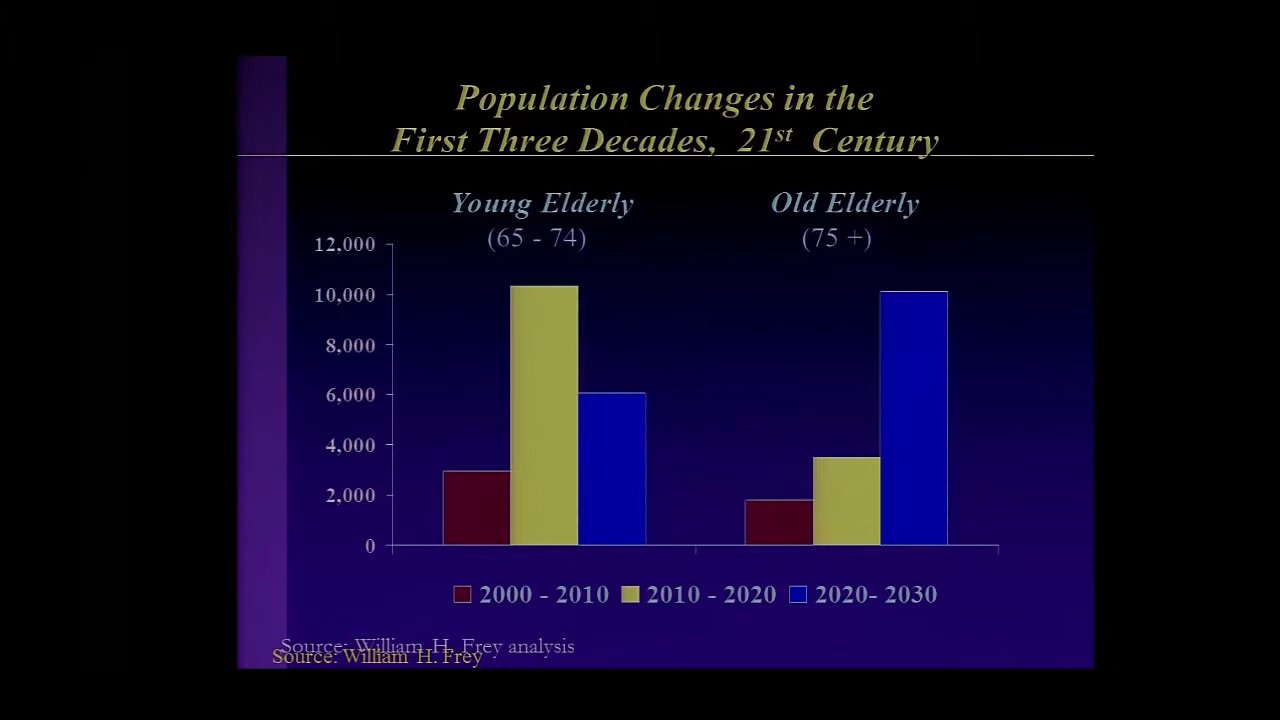 Population Changes in the
First Three Decades, 21st Century
Young Elderly
(65 - 74)
Old Elderly
(75 +)
12,000
10,000
8,000
6,000
4,000
2,000
0
2000 - 2010
2010 - 2020
2020- 2030
Source: William H. Frey analysis
Source: William H. Frey